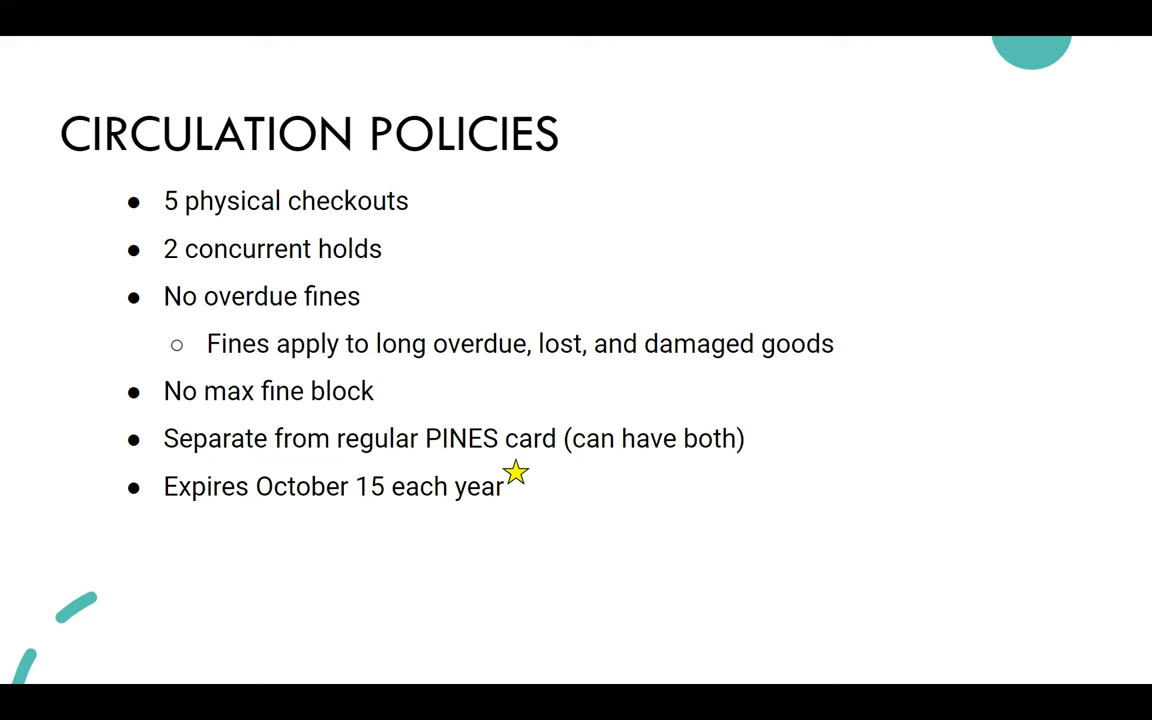 CIRCULATION POLICIES
● 5 physical checkouts
● 2 concurrent holds
● No overdue fines
○ Fines apply to long overdue, lost, and damaged goods
● No max fine block
● Separate from regular PINES card (can have both)
● Expires October 15 each year